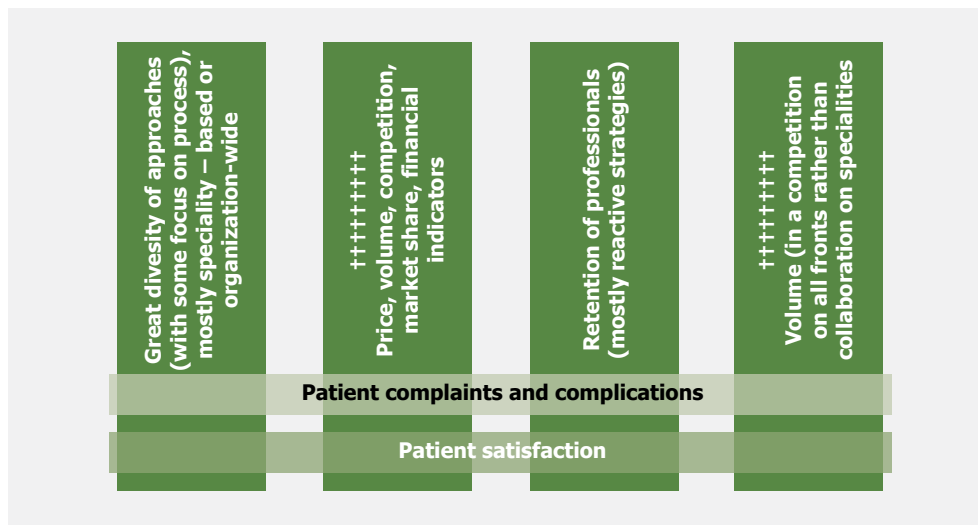 Great divesity of approaches
(with some focus on process),
mostly speciality – based or
organization-wide
†††††††††
Price, volume, competition,
market share, financial
indicators
Retention of professionals
(mostly reactive strategies)
†††††††††
Volume (in a competition
on all fronts rather than
collaboration on specialities
Patient complaints and complications
Patient satisfaction